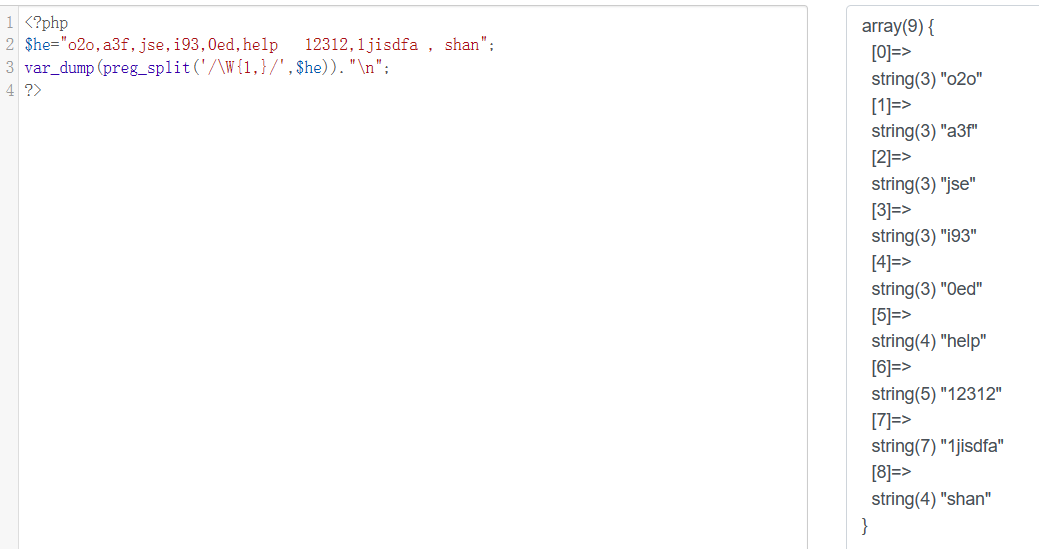 1 <?php
2 $he="o2o,a3f,jse,i93,0ed,help   12312,1jisdfa , shan";
3 var_dump(preg_split('/\W{1,}/',$he))."\n";
4 ?>
array(9) {
[0]=>
string(3) "o2o"
[1]=>
string(3) "a3f"
[2]=>
string(3) "jse"
[3]=>
string(3) "i93"
[4]=>
string(3) "0ed"
[5]=>
string(4) "help"
[6]=>
string(5) "12312"
[7]=>
string(7) "1jisdfa"
[8]=>
string(4) "shan"
}